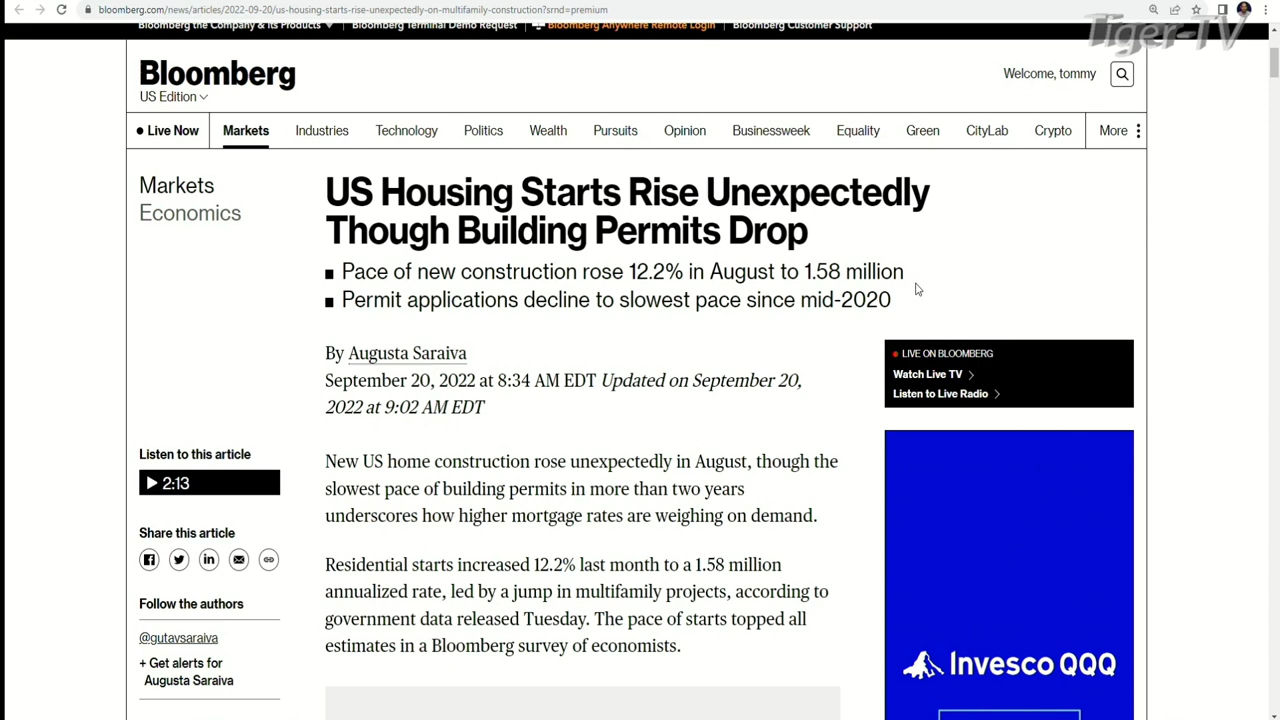 bloomberg.com/news/articles/2022-09-20/us-housing-starts-rise-unexpectedly-on-multifamily-construction?srnd=premium
Bloomberg the Company & Its Products
Bloomberg Terminal Demo Request
Bloomberg Anywhere Remote Login
Bloomberg Customer Support
Tiger-TV
Bloomberg
US Edition
Welcome, tommy
Live Now
Markets
Industries
Technology
Politics
Wealth
Pursuits
Opinion
Businessweek
Equality
Green
CityLab
Crypto
More
Markets
Economics
US Housing Starts Rise Unexpectedly
Though Building Permits Drop
Pace of new construction rose 12.2% in August to 1.58 million
Permit applications decline to slowest pace since mid-2020
By Augusta Saraiva
September 20, 2022 at 8:34 AM EDT Updated on September 20,
2022 at 9:02 AM EDT
LIVE ON BLOOMBERG
Watch Live TV
Listen to Live Radio
Listen to this article
2:13
Share this article
Follow the authors
@gutavsaraiva
+ Get alerts for
Augusta Saraiva
New US home construction rose unexpectedly in August, though the
slowest pace of building permits in more than two years
underscores how higher mortgage rates are weighing on demand.
Residential starts increased 12.2% last month to a 1.58 million
annualized rate, led by a jump in multifamily projects, according to
government data released Tuesday. The pace of starts topped all
estimates in a Bloomberg survey of economists.
Invesco QQQ